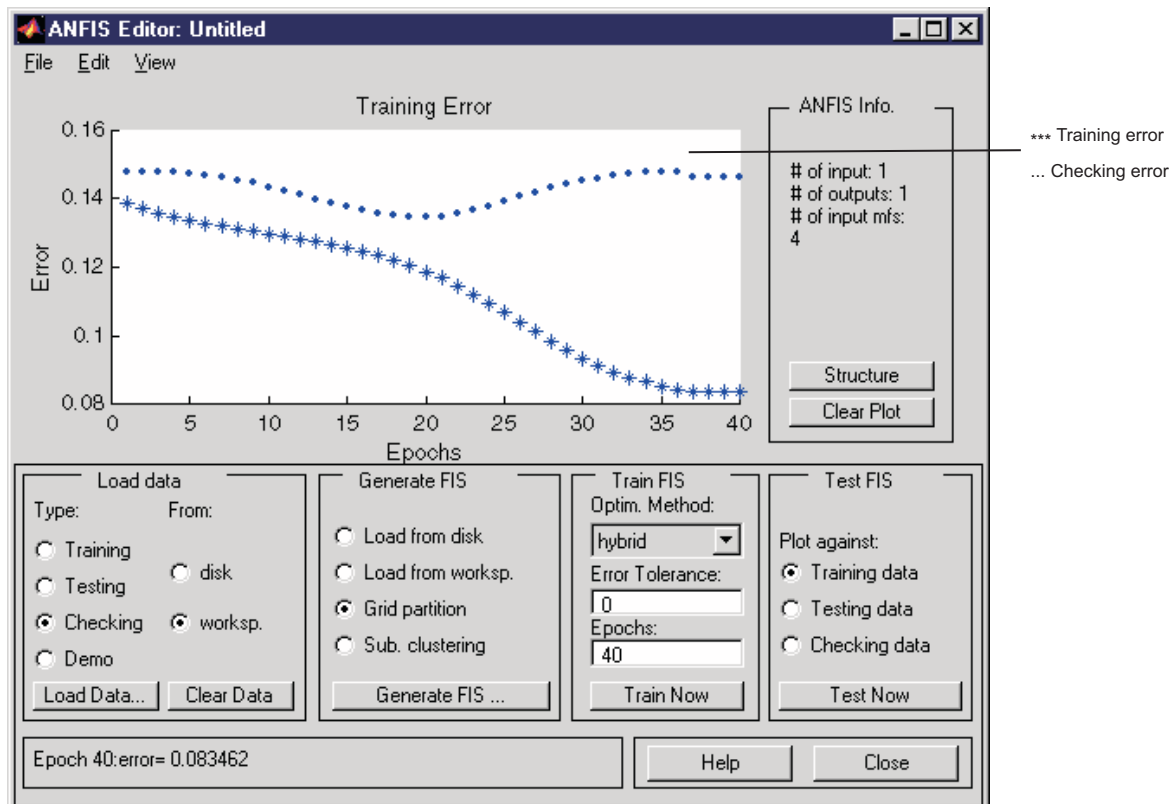 ANFIS Editor: Untitled
File Edit View
Training Error
0.16
0.14
0.12
0.1
0.08
Error
0 5 10 15 20 25 30 35 40
Epochs
ANFIS Info.
# of input: 1
# of outputs: 1
# of input mfs:
4
Structure
Clear Plot
*** Training error
... Checking error
Load data
Type: From:
Training
Testing
Checking
Demo
disk
worksp.
Load Data... Clear Data
Generate FIS
Load from disk
Load from worksp.
Grid partition
Sub. clustering
Generate FIS ...
Train FIS
Optim. Method:
hybrid
Error Tolerance:
0
Epochs:
40
Train Now
Test FIS
Plot against:
Training data
Testing data
Checking data
Test Now
Epoch 40:error= 0.083462
Help Close